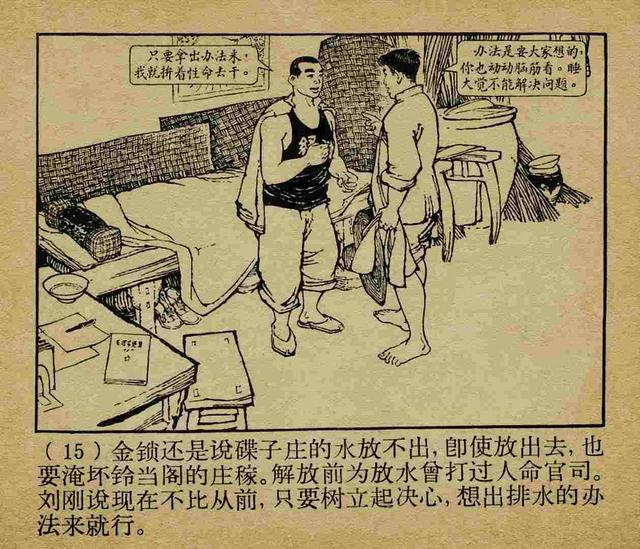 只要拿出办法来，
我就拚着性命去干。
办法是要大家想的，
你也动动脑筋看。睡
大觉不能解决问题。
（15）金锁还是说碟子庄的水放不出，即使放出去，也
要淹坏铃当阁的庄稼。解放前为放水曾打过人命官司。
刘刚说现在不比从前，只要树立起决心，想出排水的办
法来就行。